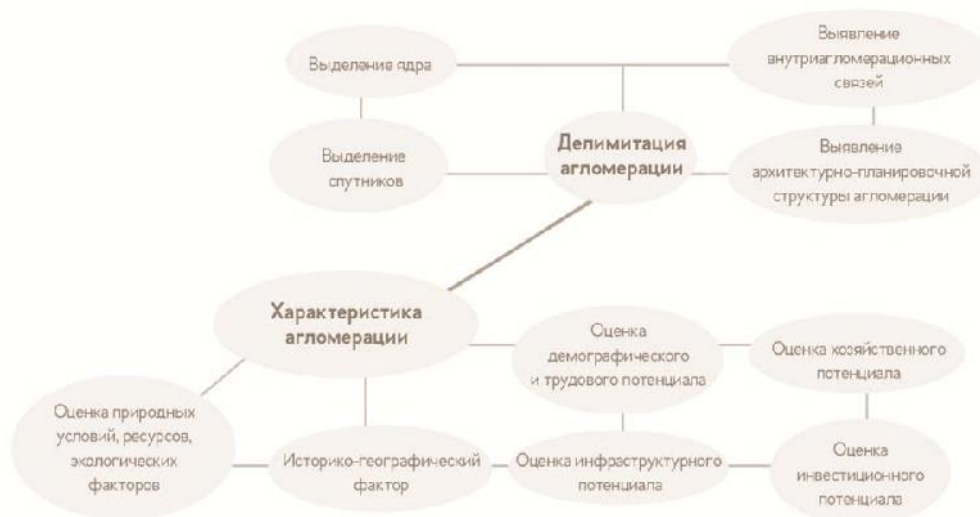 Выделение ядра
Выявление
внутриагломерационных
связей
Делимитация
агломерации
Выделение
спутников
Выявление
архитектурно-планировочной
структуры агломерации
Характеристика
агломерации
Оценка
демографического
и трудового потенциала
Оценка хозяйственного
потенциала
Оценка природных
условий, ресурсов,
экологических
факторов
Историко-географический
фактор
Оценка инфраструктурного
потенциала
Оценка
инвестиционного
потенциала